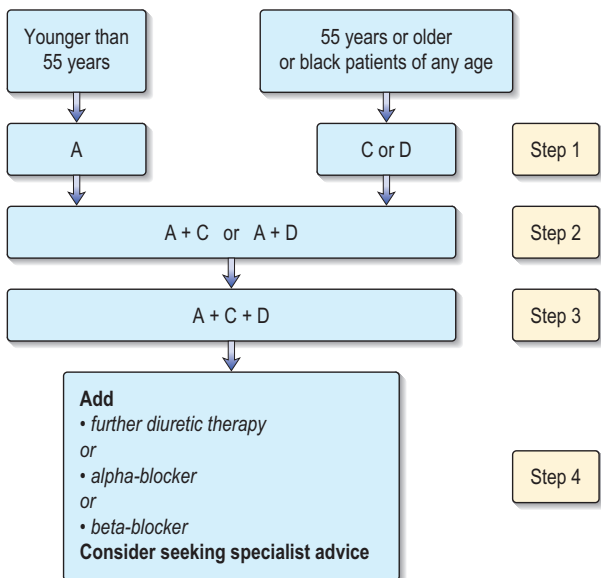 Younger than
55 years
55 years or older
or black patients of any age
A
C or D
Step 1
A + C or A + D
Step 2
A + C + D
Step 3
Add
• further diuretic therapy
or
• alpha-blocker
or
• beta-blocker
Consider seeking specialist advice
Step 4